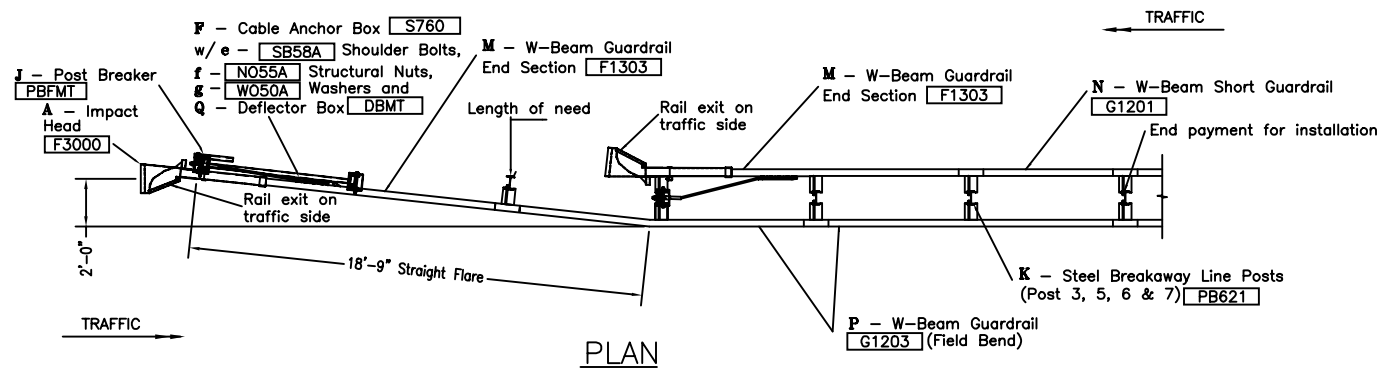 F – Cable Anchor Box S760
w/ e – SB58A Shoulder Bolts,
f – N055A Structural Nuts,
g – W050A Washers and
Q – Deflector Box DBMT
J – Post Breaker
PBFMT
A – Impact
Head
F3000
M – W-Beam Guardrail
End Section F1303
Length of need
Rail exit on
traffic side
M – W-Beam Guardrail
End Section F1303
TRAFFIC
N – W-Beam Short Guardrail
G1201
End payment for installation
Rail exit on
traffic side
2'-0"
18'-9" Straight Flare
K – Steel Breakaway Line Posts
(Post 3, 5, 6 & 7) PB621
P – W-Beam Guardrail
G1203 (Field Bend)
TRAFFIC
PLAN